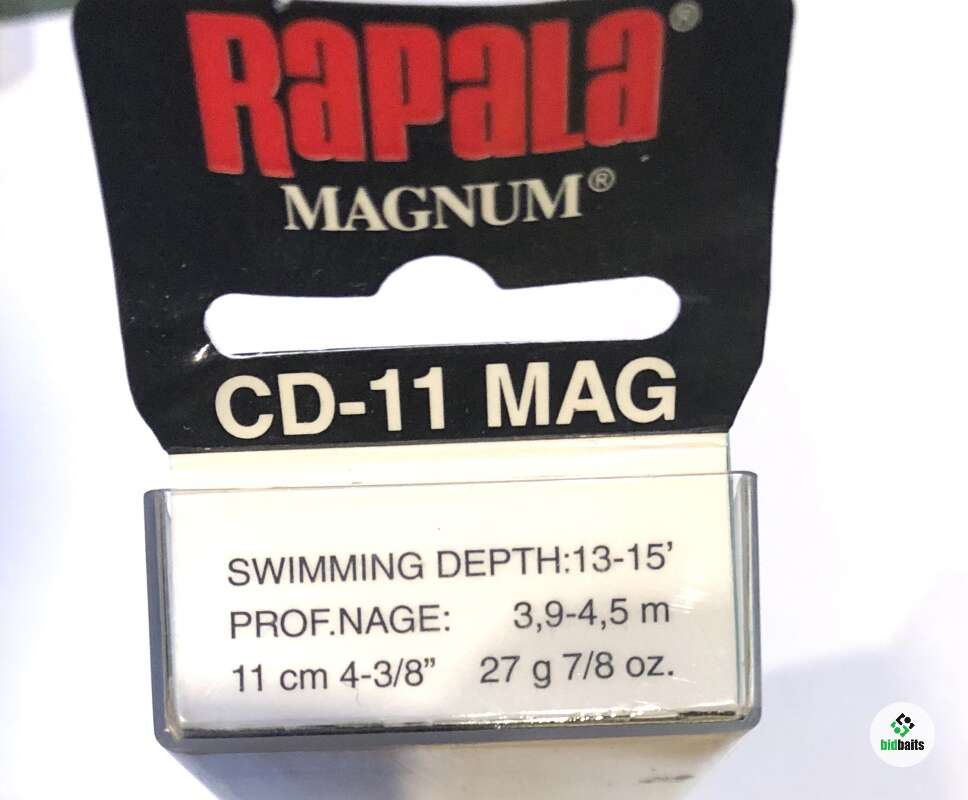 RAPALA®
MAGNUM®
CD-11 MAG
SWIMMING DEPTH:13-15’
PROF.NAGE: 3,9-4,5 m
11 cm 4-3/8” 27 g 7/8 oz.
bidbaits